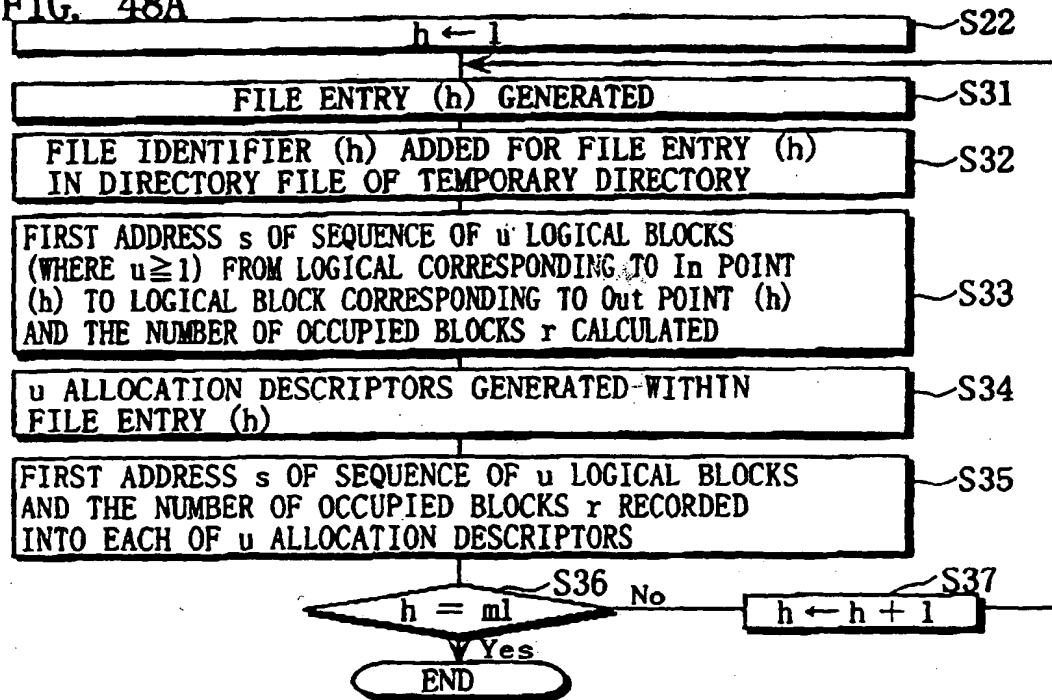 FIG. 48A
h ← 1
S22
FILE ENTRY (h) GENERATED
S31
FILE IDENTIFIER (h) ADDED FOR FILE ENTRY (h)
IN DIRECTORY FILE OF TEMPORARY DIRECTORY
S32
FIRST ADDRESS s OF SEQUENCE OF u LOGICAL BLOCKS
(WHERE u≧1) FROM LOGICAL CORRESPONDING TO In POINT
(h) TO LOGICAL BLOCK CORRESPONDING TO Out POINT (h)
AND THE NUMBER OF OCCUPIED BLOCKS r CALCULATED
S33
u ALLOCATION DESCRIPTORS GENERATED WITHIN
FILE ENTRY (h)
S34
FIRST ADDRESS s OF SEQUENCE OF u LOGICAL BLOCKS
AND THE NUMBER OF OCCUPIED BLOCKS r RECORDED
INTO EACH OF u ALLOCATION DESCRIPTORS
S35
S36
h = m1
No
S37
h ← h + 1
Yes
END